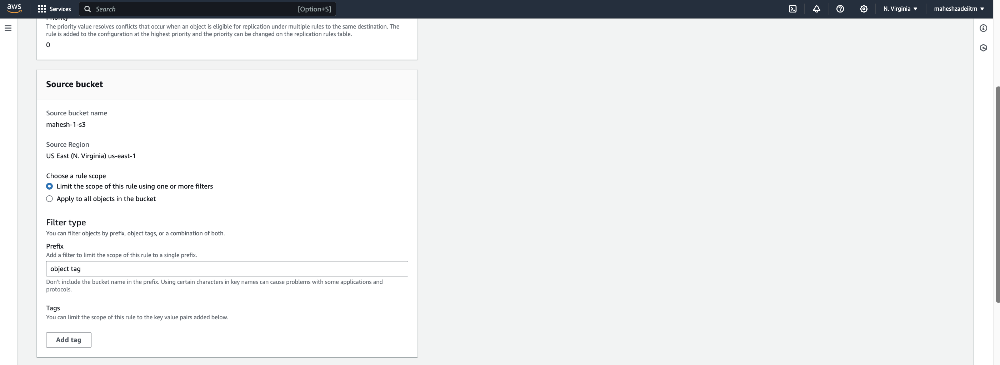 aws
Services
Search
[Option+S]
N. Virginia
maheshzadeiitm
Priority
The priority value resolves conflicts that occur when an object is eligible for replication under multiple rules to the same destination. The
rule is added to the configuration at the highest priority and the priority can be changed on the replication rules table.
0
Source bucket
Source bucket name
mahesh-1-s3
Source Region
US East (N. Virginia) us-east-1
Choose a rule scope
Limit the scope of this rule using one or more filters
Apply to all objects in the bucket
Filter type
You can filter objects by prefix, object tags, or a combination of both.
Prefix
Add a filter to limit the scope of this rule to a single prefix.
object tag
Don't include the bucket name in the prefix. Using certain characters in key names can cause problems with some applications and
protocols.
Tags
You can limit the scope of this rule to the key value pairs added below.
Add tag